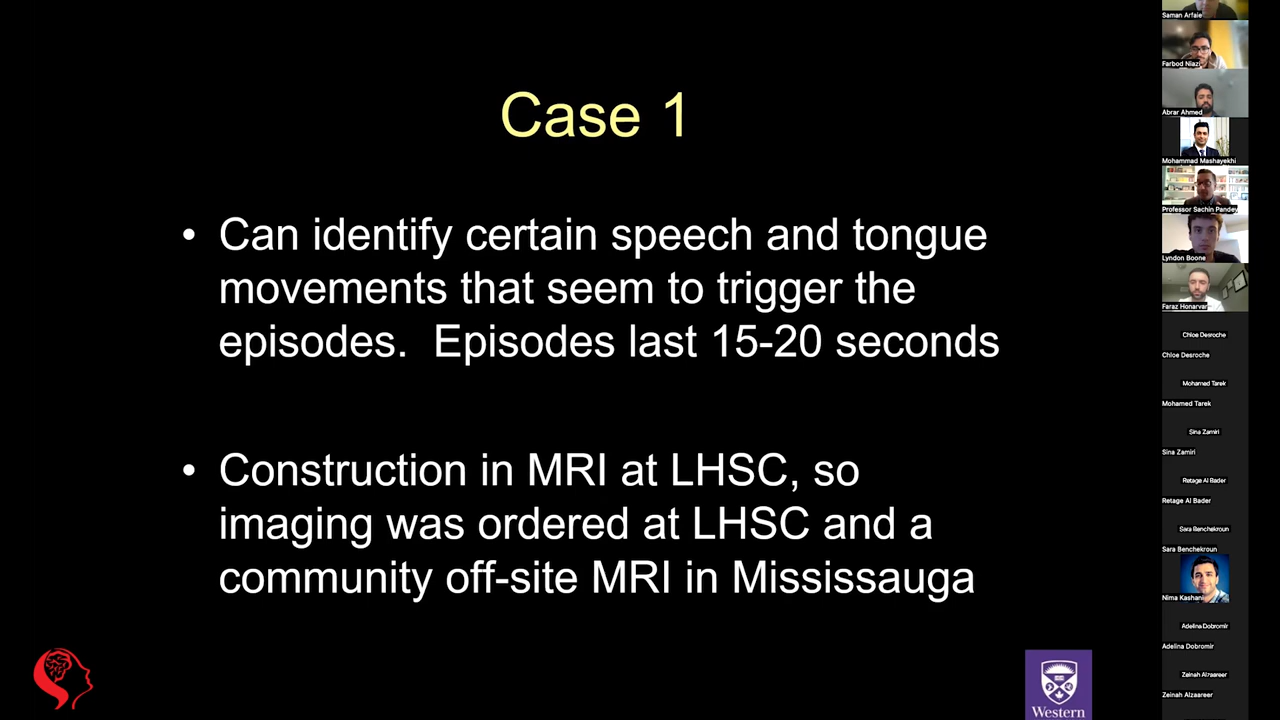 Case 1
• Can identify certain speech and tongue
movements that seem to trigger the
episodes.  Episodes last 15-20 seconds
• Construction in MRI at LHSC, so
imaging was ordered at LHSC and a
community off-site MRI in Mississauga
Western
Saman Arfaie
Farbod Niazi
Abrar Ahmed
Mohammad Mashayekhi
Professor Sachin Pandey
Lyndon Boone
Faraz Honarvar
Chloe Desroche
Chloe Desroche
Mohamed Tarek
Mohamed Tarek
Sina Zamiri
Sina Zamiri
Retage Al Bader
Retage Al Bader
Sara Benchekroun
Sara Benchekroun
Nima Kashani
Adelina Dobromir
Adelina Dobromir
Zeinah Alzaareer
Zeinah Alzaareer